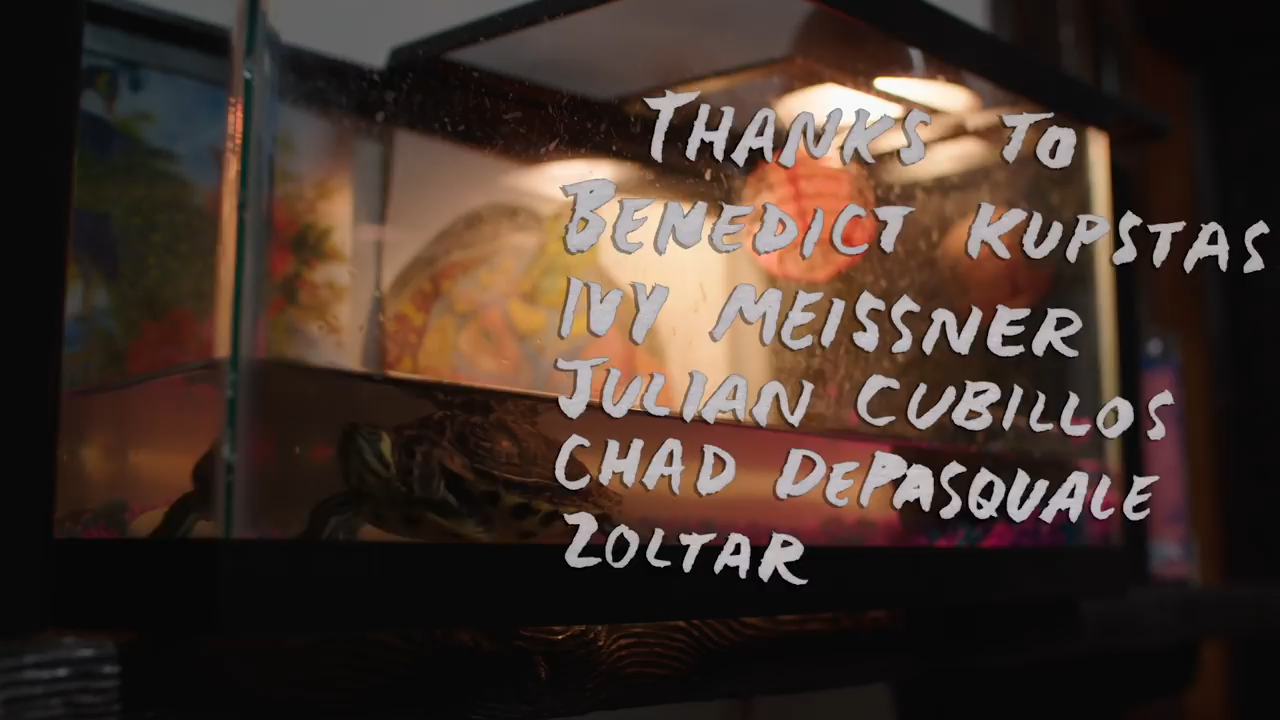 THANKS TO
BENEDICT KUPSTAS
IVY MEISSNER
JULIAN CUBILLOS
CHAD DEPASQUALE
ZOLTAR